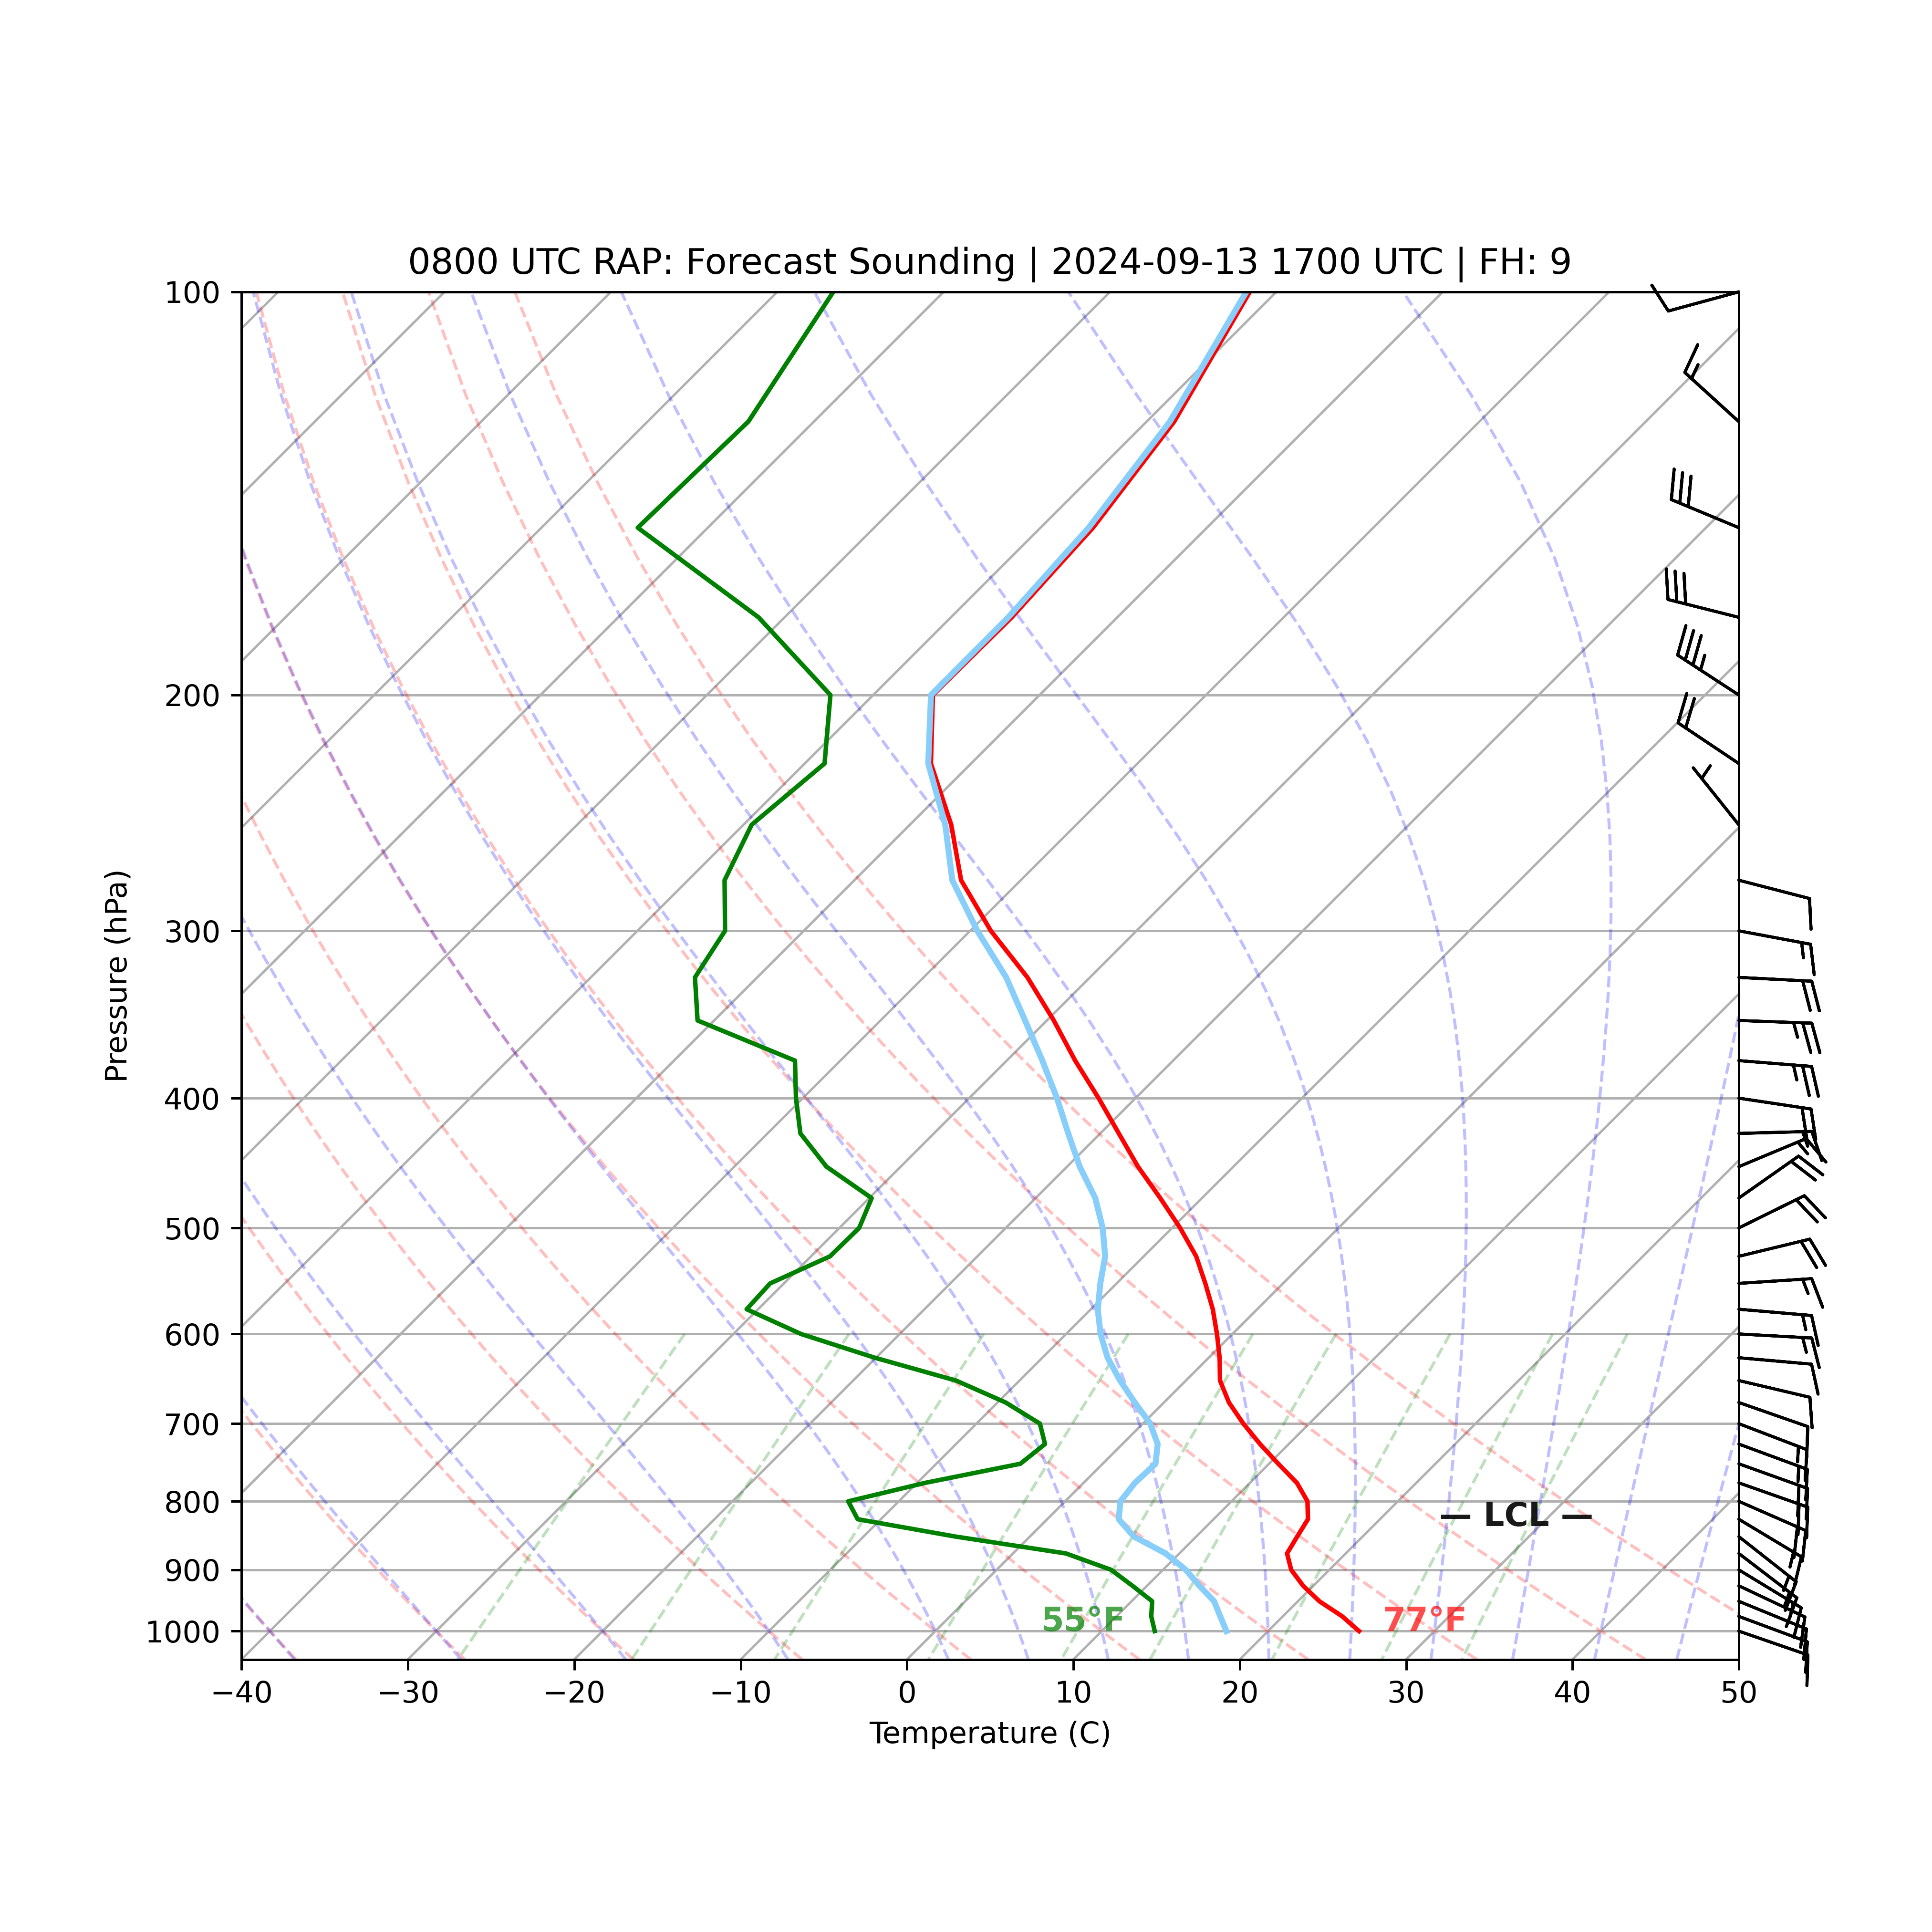 0800 UTC RAP: Forecast Sounding | 2024-09-13 1700 UTC | FH: 9
100
200
300
400
500
600
700
800
900
1000
Pressure (hPa)
— LCL —
55°F
77°F
−40 −30 −20 −10 0 10 20 30 40 50
Temperature (C)